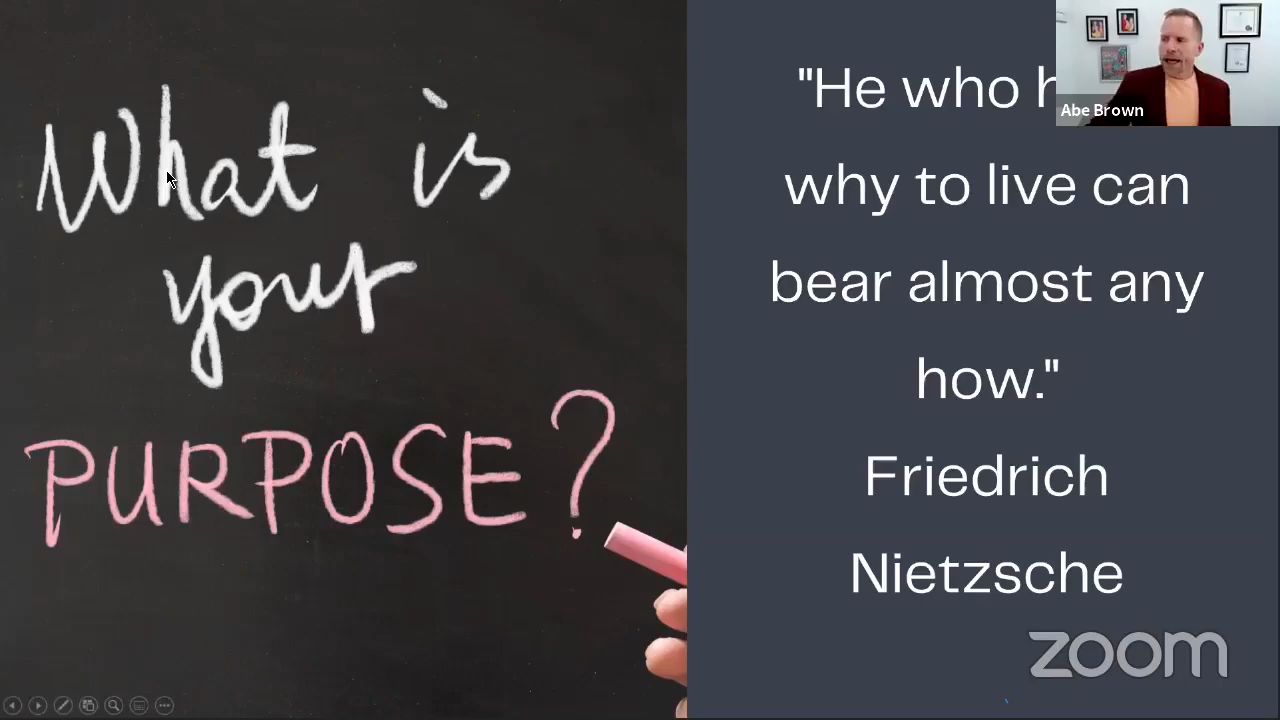 What is
your
PURPOSE?
"He who
why to live can
bear almost any
how."
Friedrich
Nietzsche
Abe Brown
zoom